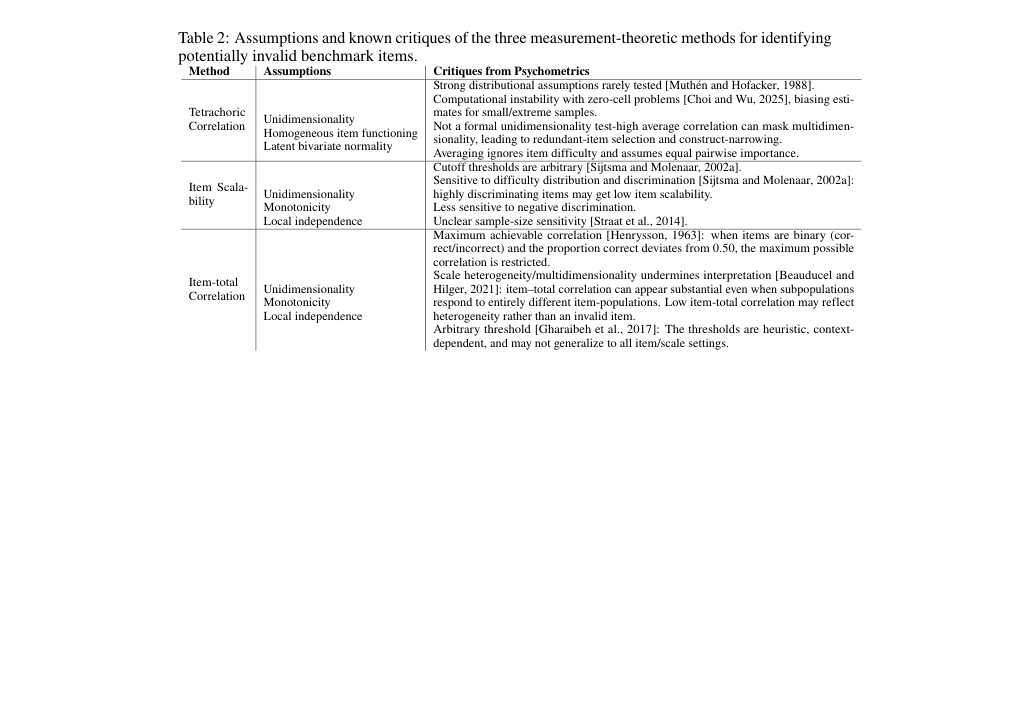 Table 2: Assumptions and known critiques of the three measurement-theoretic methods for identifying
potentially invalid benchmark items.
Method Assumptions Critiques from Psychometrics
Tetrachoric
Correlation
Unidimensionality
Homogeneous item functioning
Latent bivariate normality
Strong distributional assumptions rarely tested [Muthén and Hofacker, 1988].
Computational instability with zero-cell problems [Choi and Wu, 2025], biasing esti-
mates for small/extreme samples.
Not a formal unidimensionality test-high average correlation can mask multidimen-
sionality, leading to redundant-item selection and construct-narrowing.
Averaging ignores item difficulty and assumes equal pairwise importance.
Item Scala-
bility
Unidimensionality
Monotonicity
Local independence
Cutoff thresholds are arbitrary [Sijtsma and Molenaar, 2002a].
Sensitive to difficulty distribution and discrimination [Sijtsma and Molenaar, 2002a]:
highly discriminating items may get low item scalability.
Less sensitive to negative discrimination.
Unclear sample-size sensitivity [Straat et al., 2014].
Item-total
Correlation
Unidimensionality
Monotonicity
Local independence
Maximum achievable correlation [Henrysson, 1963]: when items are binary (cor-
rect/incorrect) and the proportion correct deviates from 0.50, the maximum possible
correlation is restricted.
Scale heterogeneity/multidimensionality undermines interpretation [Beauducel and
Hilger, 2021]: item–total correlation can appear substantial even when subpopulations
respond to entirely different item-populations. Low item-total correlation may reflect
heterogeneity rather than an invalid item.
Arbitrary threshold [Gharaibeh et al., 2017]: The thresholds are heuristic, context-
dependent, and may not generalize to all item/scale settings.